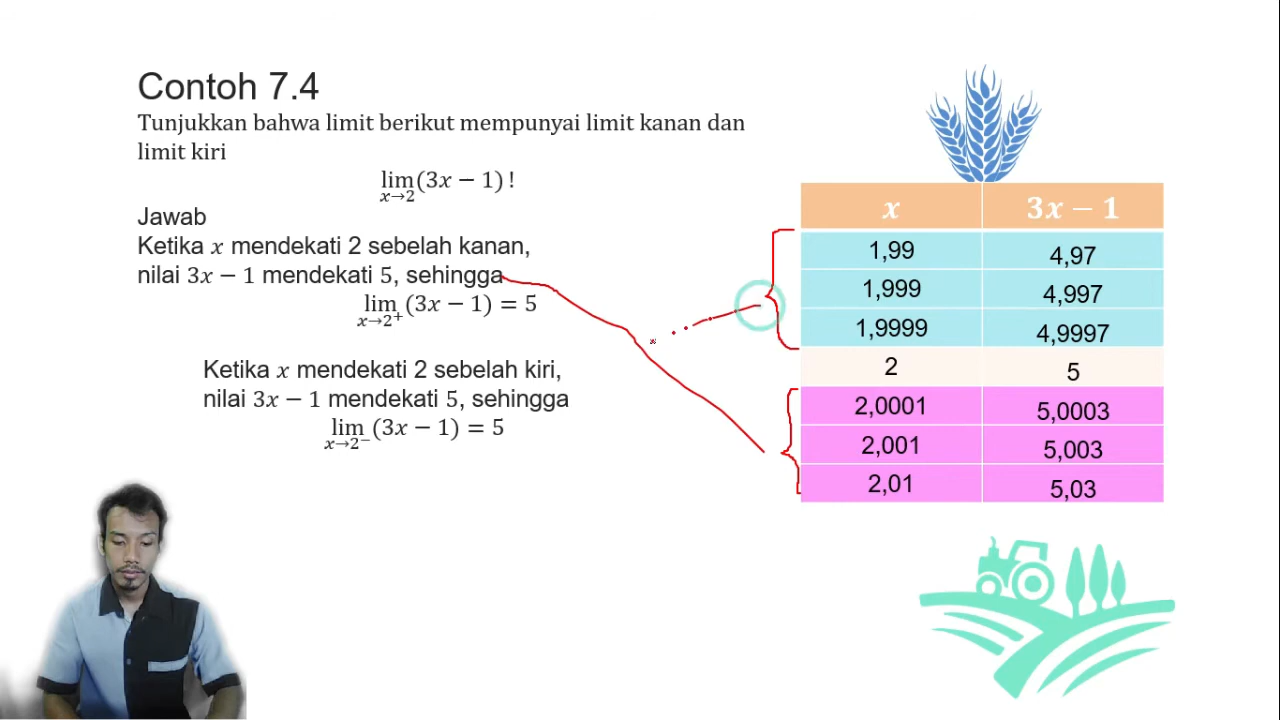 Contoh 7.4
Tunjukkan bahwa limit berikut mempunyai limit kanan dan
limit kiri
lim (3x − 1) !
x→2
Jawab
Ketika x mendekati 2 sebelah kanan,
nilai 3x − 1 mendekati 5, sehingga
lim (3x − 1) = 5
x→2⁺
Ketika x mendekati 2 sebelah kiri,
nilai 3x − 1 mendekati 5, sehingga
lim (3x − 1) = 5
x→2⁻
x 3x − 1
1,99 4,97
1,999 4,997
1,9999 4,9997
2 5
2,0001 5,0003
2,001 5,003
2,01 5,03